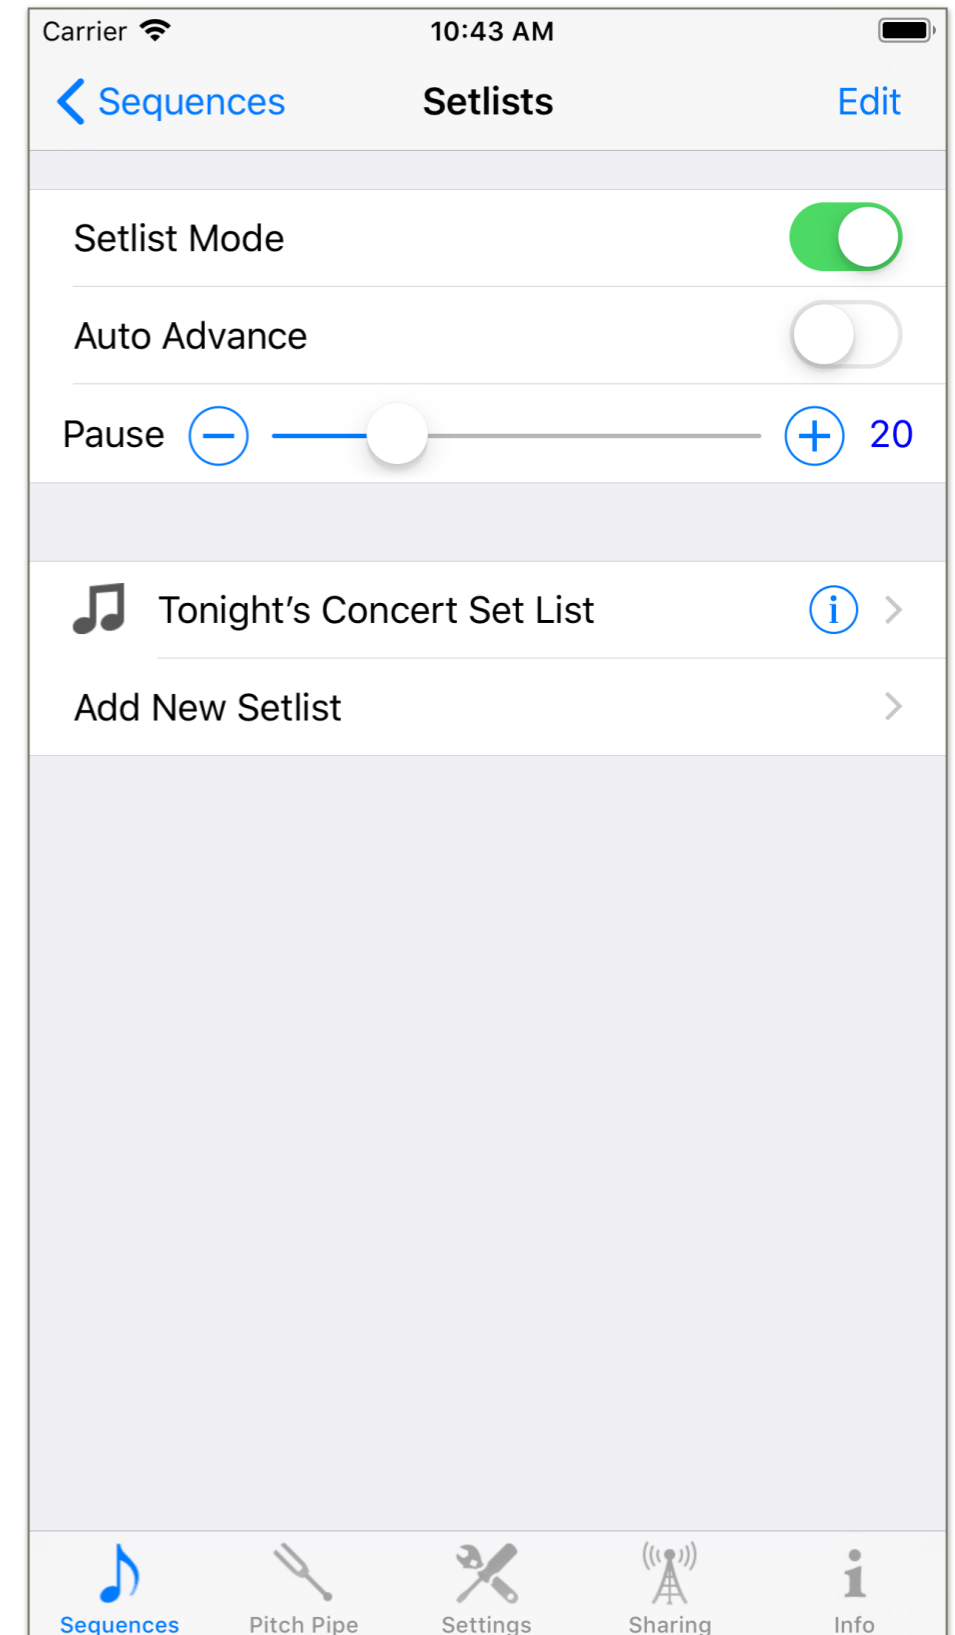 Carrier 10:43 AM
Sequences Setlists Edit
Setlist Mode
Auto Advance
Pause 20
Tonight’s Concert Set List
Add New Setlist
Sequences Pitch Pipe Settings Sharing Info